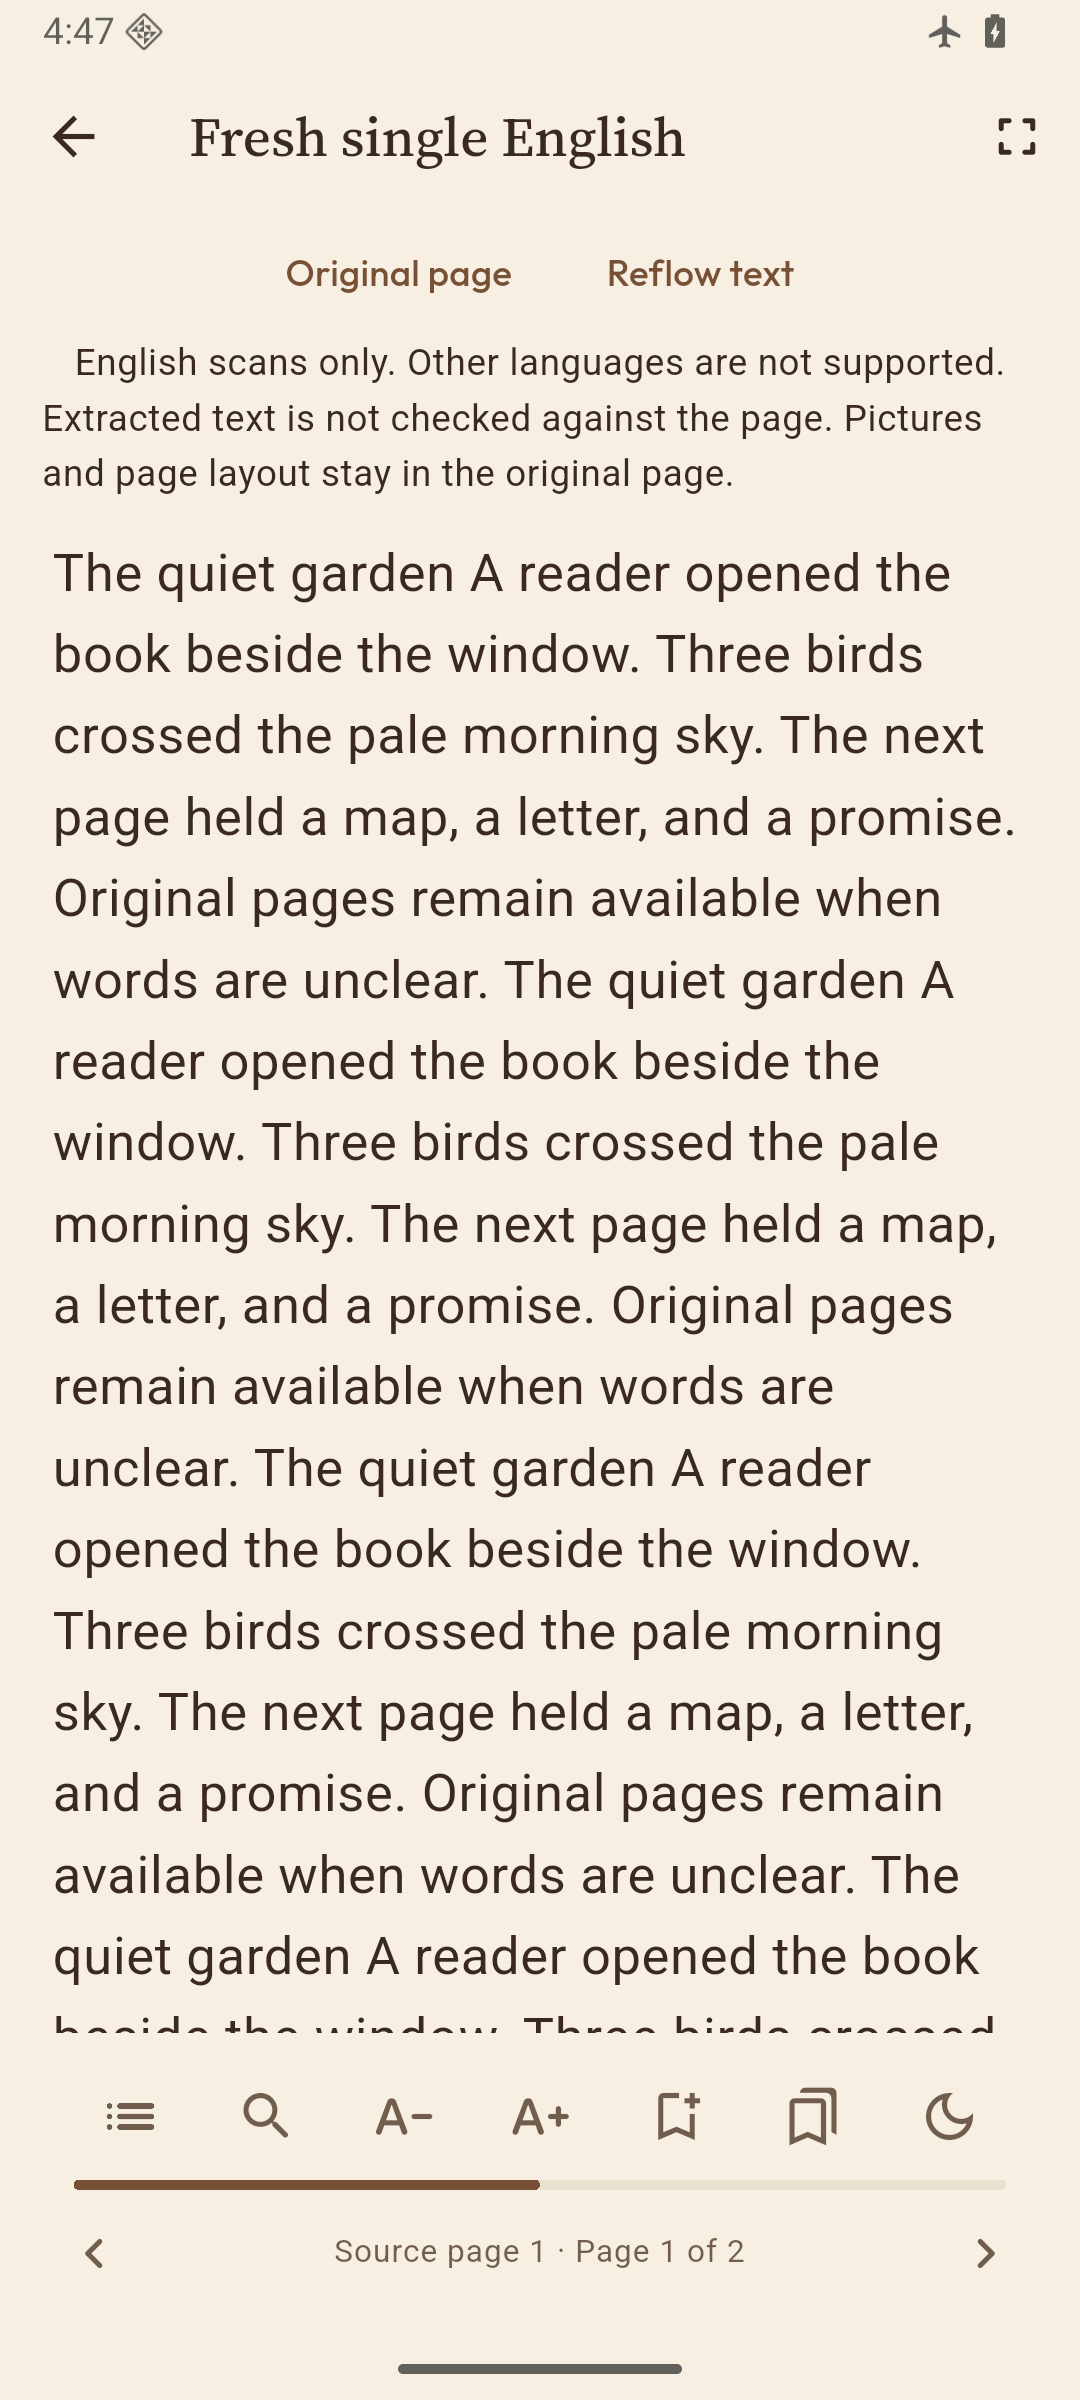 4:47
Fresh single English
Original page
Reflow text
English scans only. Other languages are not supported.
Extracted text is not checked against the page. Pictures
and page layout stay in the original page.
The quiet garden A reader opened the
book beside the window. Three birds
crossed the pale morning sky. The next
page held a map, a letter, and a promise.
Original pages remain available when
words are unclear. The quiet garden A
reader opened the book beside the
window. Three birds crossed the pale
morning sky. The next page held a map,
a letter, and a promise. Original pages
remain available when words are
unclear. The quiet garden A reader
opened the book beside the window.
Three birds crossed the pale morning
sky. The next page held a map, a letter,
and a promise. Original pages remain
available when words are unclear. The
quiet garden A reader opened the book
beside the window. Three birds crossed
A- A+
Source page 1 · Page 1 of 2